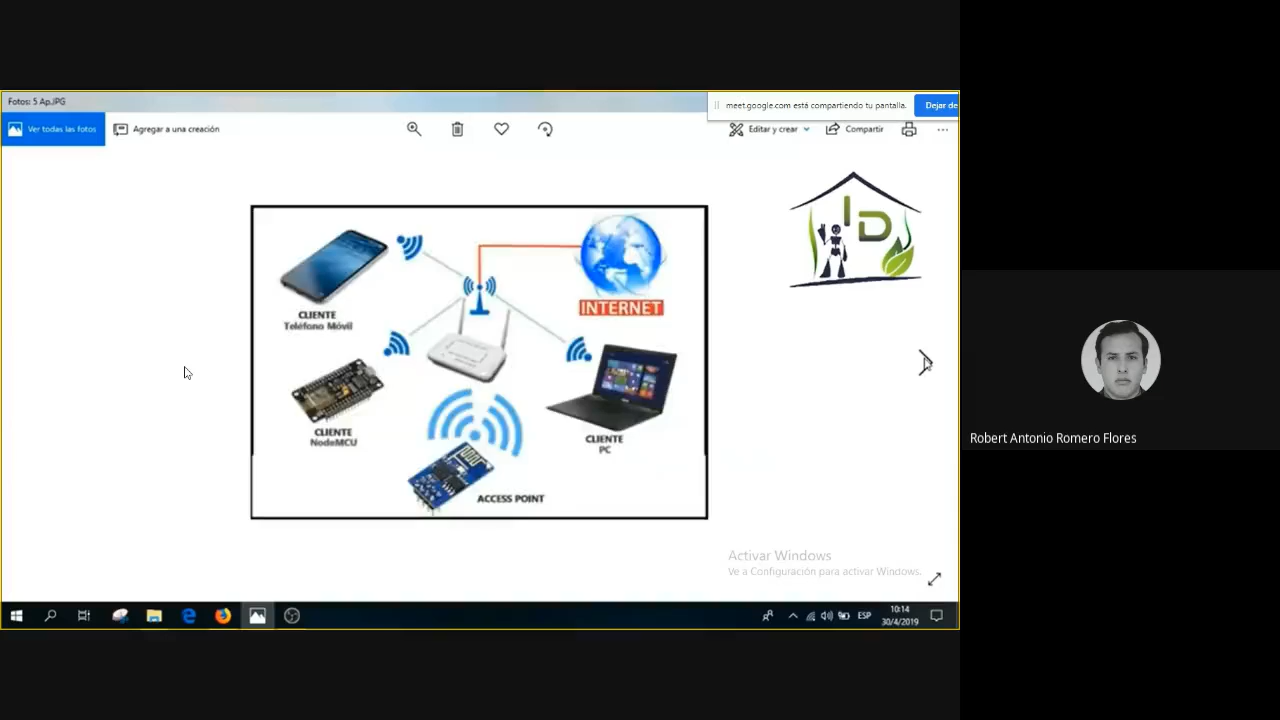 Fotos: 5 Ap.JPG
meet.google.com está compartiendo tu pantalla.
Dejar de
Ver todas las fotos
Agregar a una creación
Editar y crear
Compartir
ID
INTERNET
CLIENTE
Teléfono Móvil
CLIENTE
NodeMCU
CLIENTE
PC
ACCESS POINT
Robert Antonio Romero Flores
Activar Windows
Ve a Configuración para activar Windows.
ESP
10:14
30/4/2019